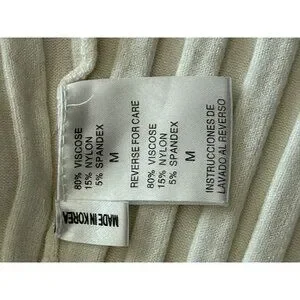 80% VISCOSE
15% NYLON
5% SPANDEX
M
REVERSE FOR CARE
80% VISCOSE
15% NYLON
5% SPANDEX
M
INSTRUCCIONES DE
LAVADO AL REVERSO
MADE IN KOREA